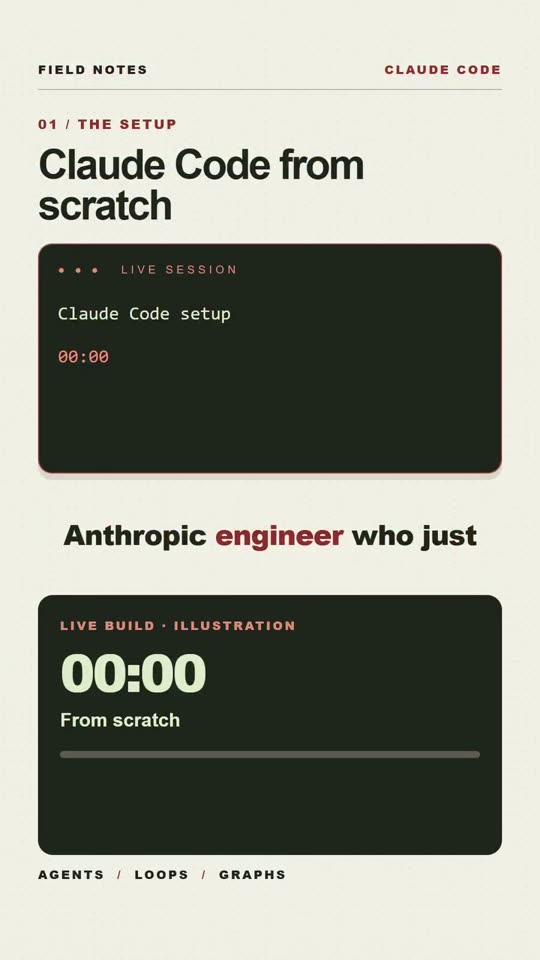 FIELD NOTES
CLAUDE CODE
01 / THE SETUP
Claude Code from
scratch
LIVE SESSION
Claude Code setup
00:00
Anthropic engineer who just
LIVE BUILD · ILLUSTRATION
00:00
From scratch
AGENTS / LOOPS / GRAPHS